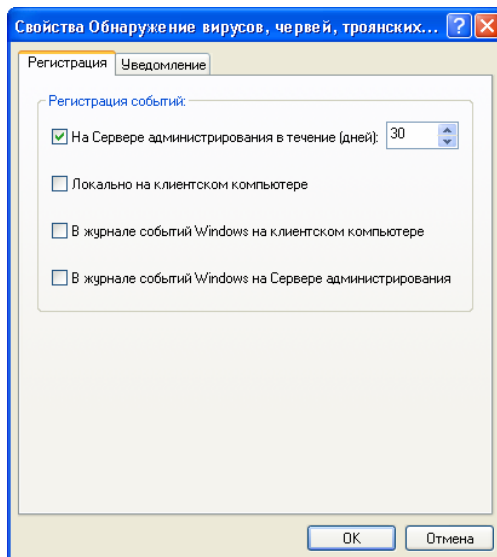 Свойства Обнаружение вирусов, червей, троянских...
Регистрация Уведомление
Регистрация событий:
На Сервере администрирования в течение (дней): 30
Локально на клиентском компьютере
В журнале событий Windows на клиентском компьютере
В журнале событий Windows на Сервере администрирования
OK Отмена